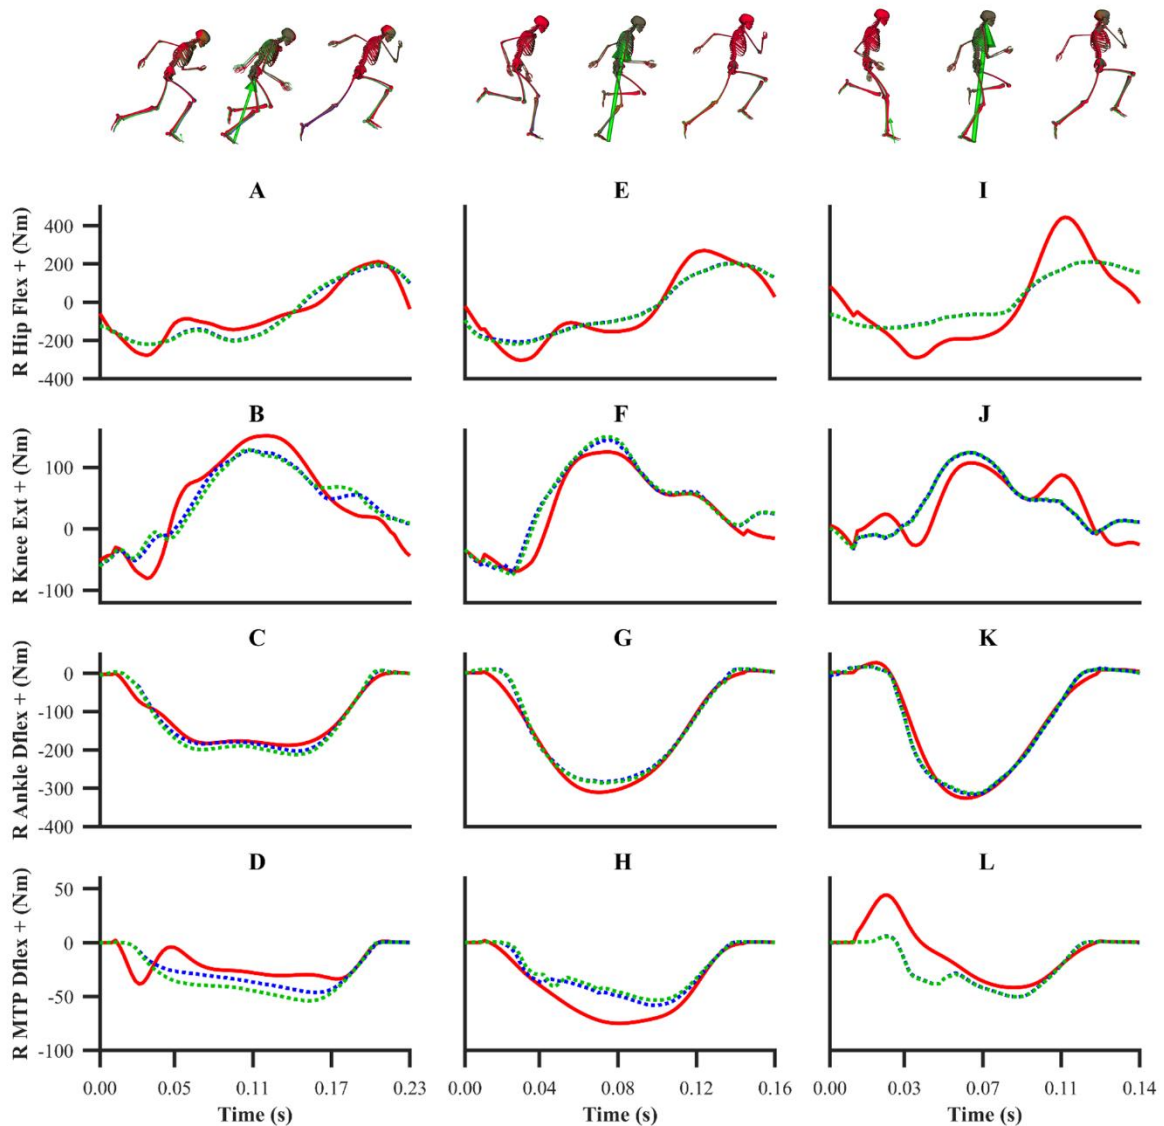 A E I
R Hip Flex + (Nm)
400
200
0
-200
-400
B F J
R Knee Ext + (Nm)
100
0
-100
C G K
R Ankle Dflex + (Nm)
0
-100
-200
-300
-400
D H L
R MTP Dflex + (Nm)
50
0
-50
-100
0.00 0.05 0.11 0.17 0.23 0.00 0.04 0.08 0.12 0.16 0.00 0.03 0.07 0.11 0.14
Time (s) Time (s) Time (s)